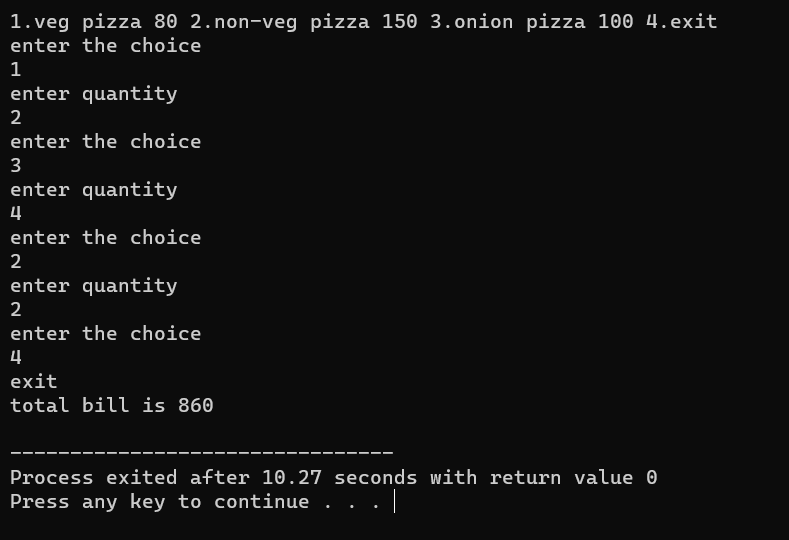 1.veg pizza 80 2.non-veg pizza 150 3.onion pizza 100 4.exit
enter the choice
1
enter quantity
2
enter the choice
3
enter quantity
4
enter the choice
2
enter quantity
2
enter the choice
4
exit
total bill is 860

--------------------------------
Process exited after 10.27 seconds with return value 0
Press any key to continue . . .